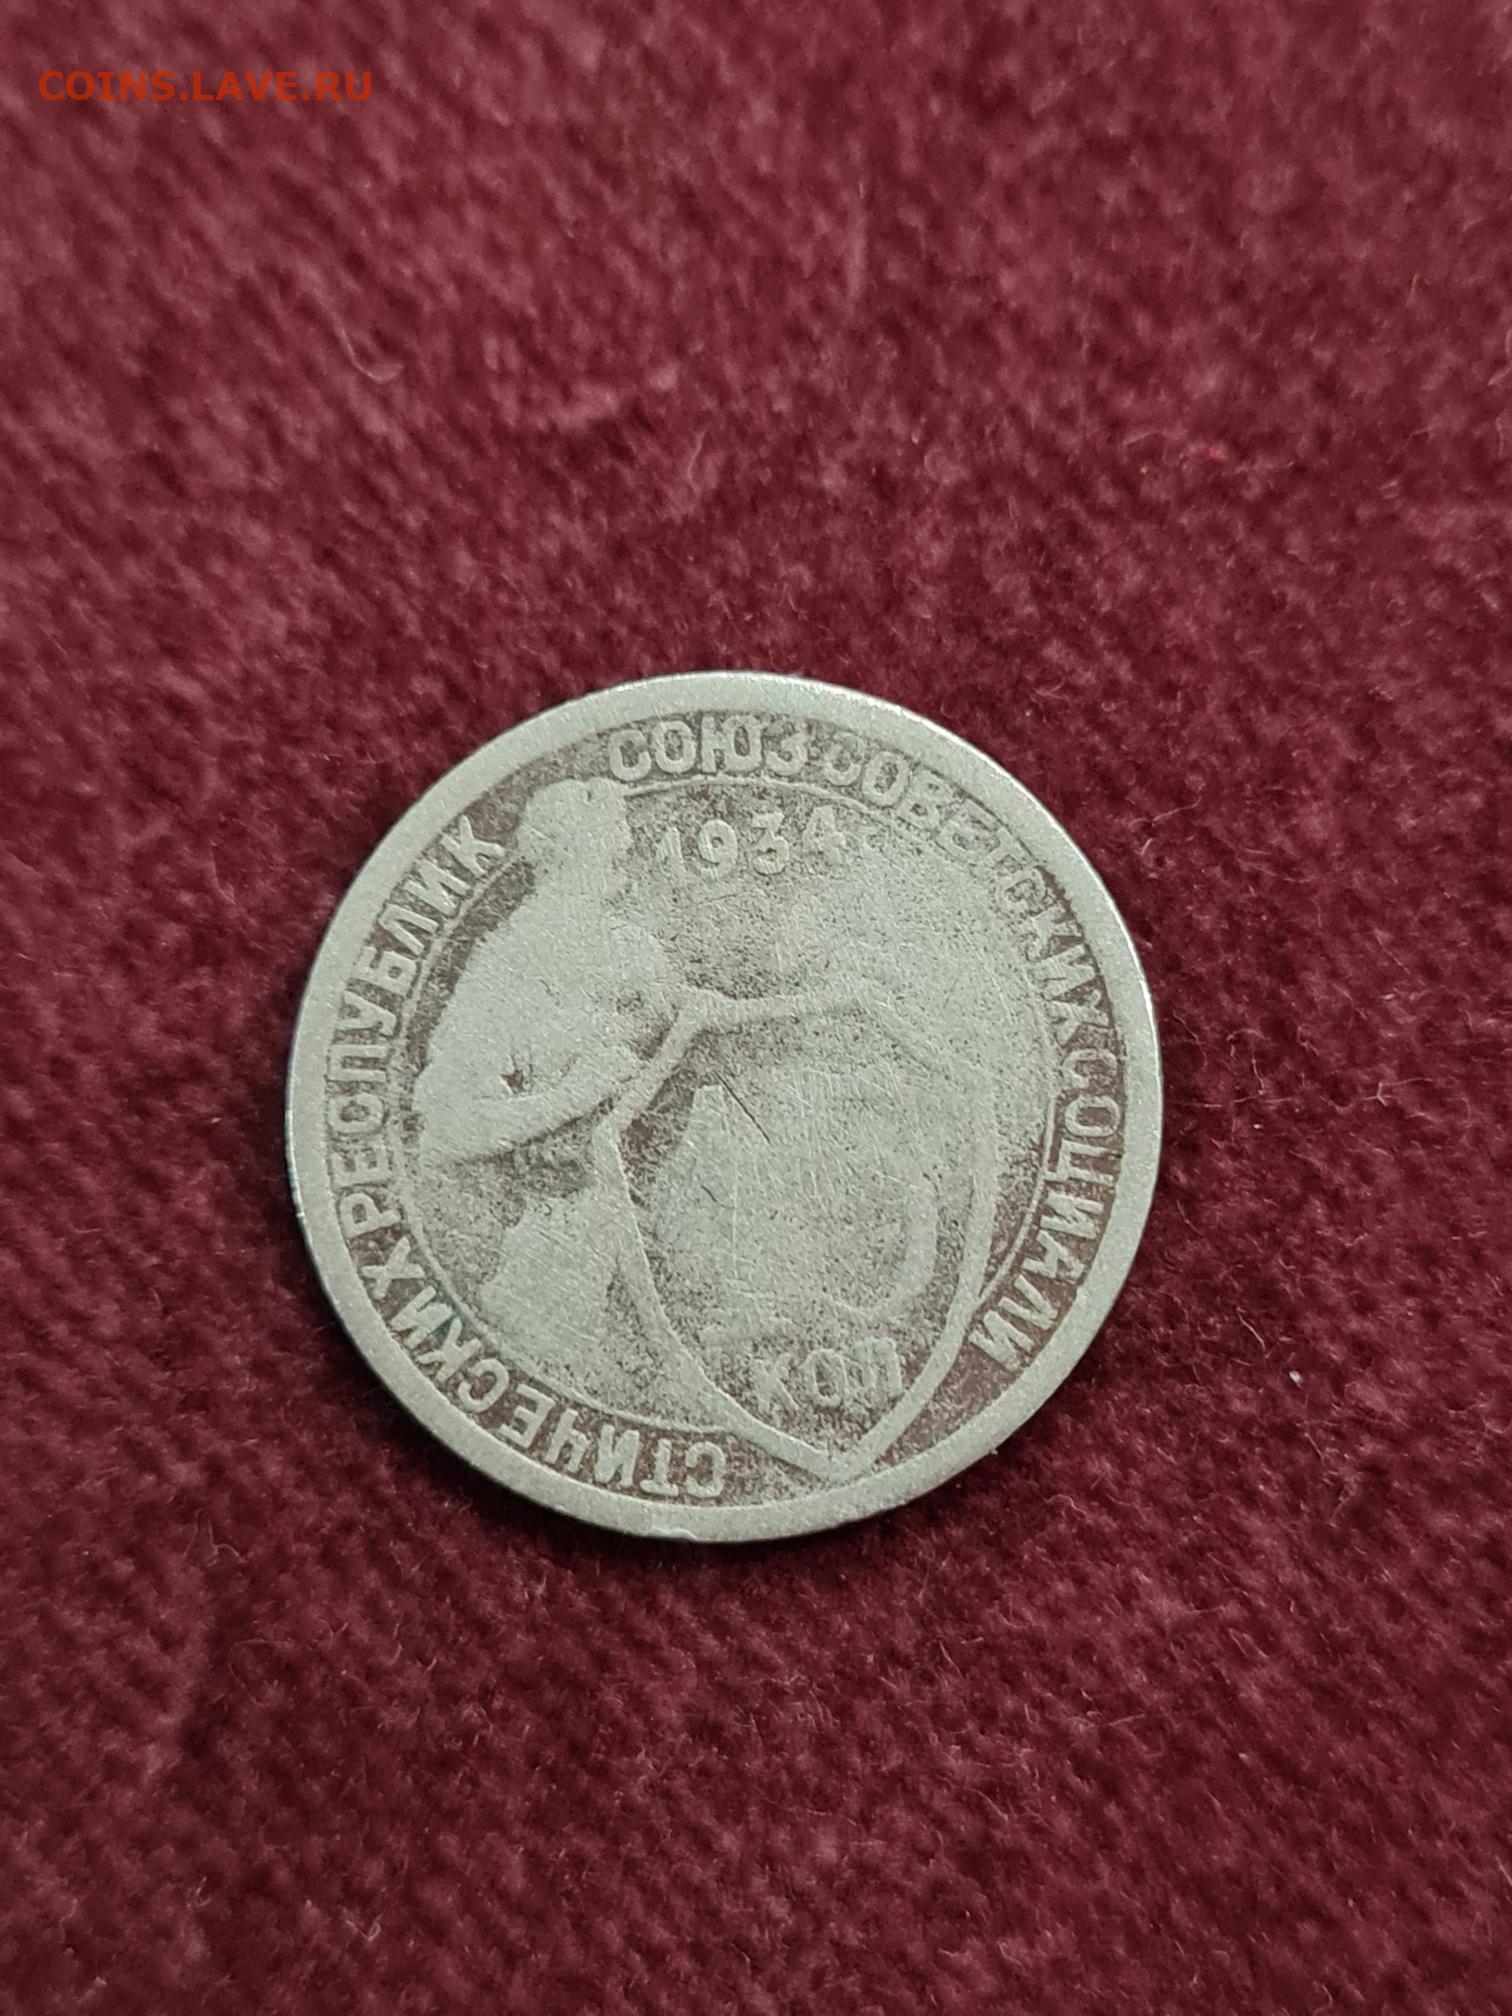 COINS.LAVE.RU
СОЮЗ СОВЕТСКИХ СОЦИАЛИСТИЧЕСКИХ РЕСПУБЛИК
1934
КОП